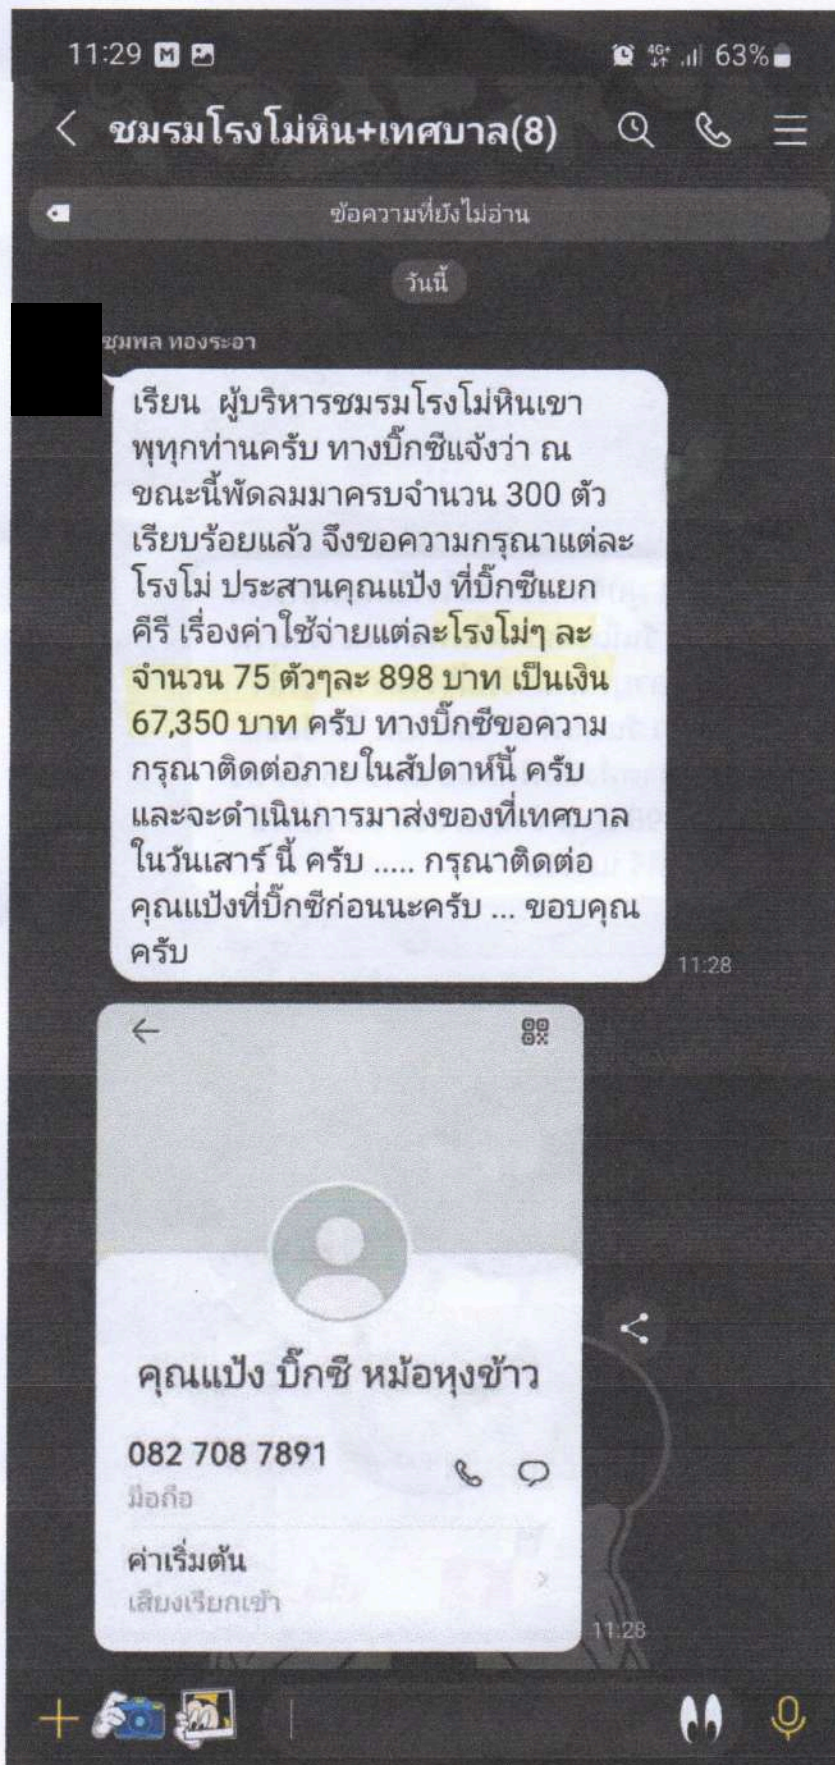 11:29 M 4G+ 63%
ชมรมโรงโม่หิน+เทศบาล(8)
ข้อความที่ยังไม่อ่าน
วันนี้
ชุมพล ทองระอา
เรียน ผู้บริหารชมรมโรงโม่หินเขา
พุทุกท่านครับ ทางบิ๊กซีแจ้งว่า ณ
ขณะนี้พัดลมมาครบจำนวน 300 ตัว
เรียบร้อยแล้ว จึงขอความกรุณาแต่ละ
โรงโม่ ประสานคุณแป้ง ที่บิ๊กซีแยก
คีรี เรื่องค่าใช้จ่ายแต่ละโรงโม่ๆ ละ
จำนวน 75 ตัวๆละ 898 บาท เป็นเงิน
67,350 บาท ครับ ทางบิ๊กซีขอความ
กรุณาติดต่อภายในสัปดาห์นี้ ครับ
และจะดำเนินการมาส่งของที่เทศบาล
ในวันเสาร์ นี้ ครับ ..... กรุณาติดต่อ
คุณแป้งที่บิ๊กซีก่อนนะครับ ... ขอบคุณ
ครับ
11:28
คุณแป้ง บิ๊กซี หม้อหุงข้าว
082 708 7891
มือถือ
ค่าเริ่มต้น
เสียงเรียกเข้า
11:28